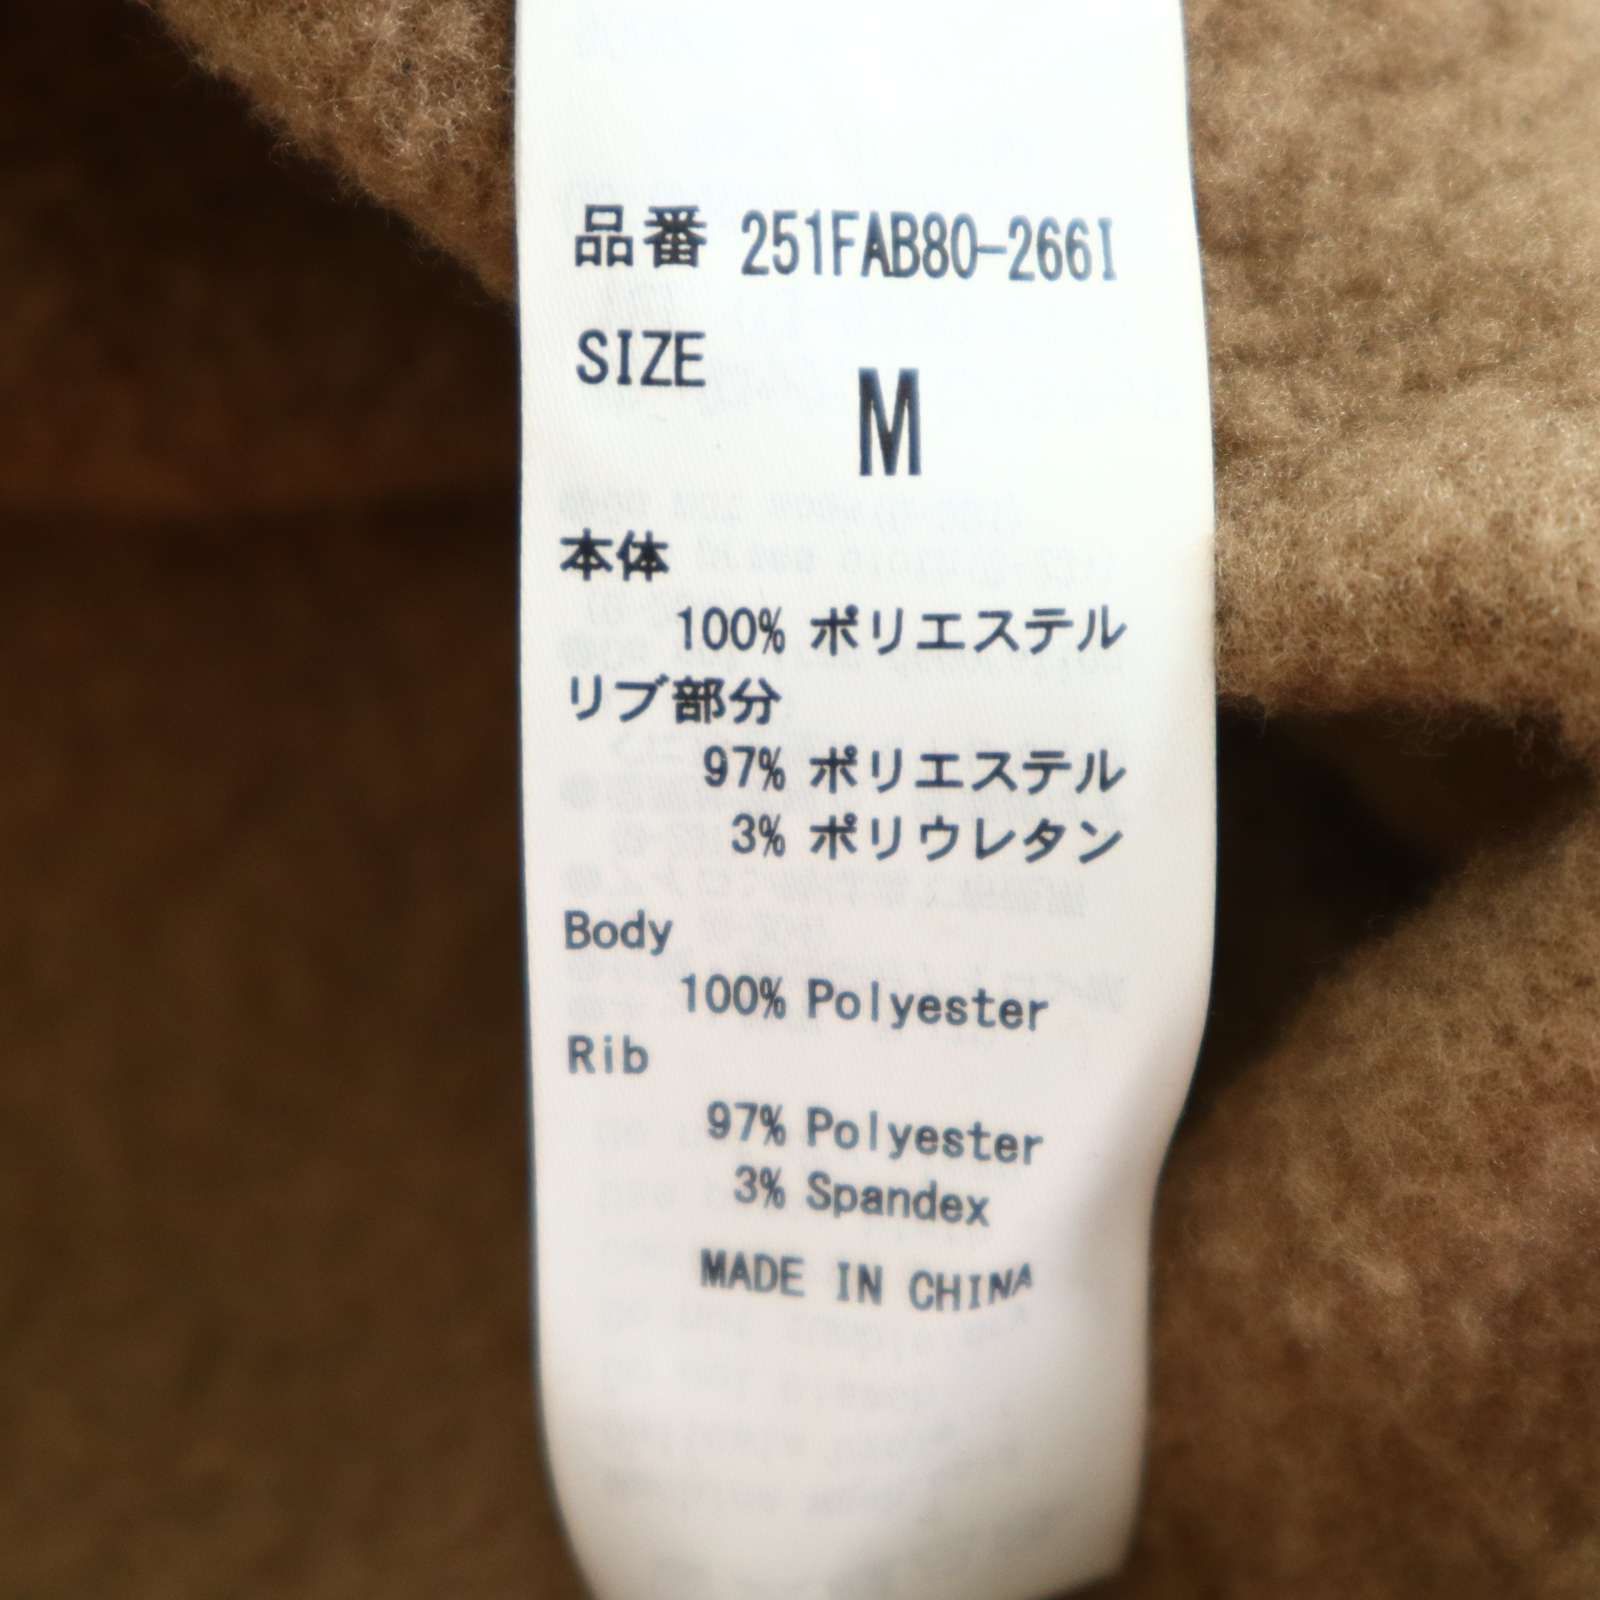 品番 251FAB80-266I
SIZE
M
本体
100% ポリエステル
リブ部分
97% ポリエステル
3% ポリウレタン
Body
100% Polyester
Rib
97% Polyester
3% Spandex
MADE IN CHINA